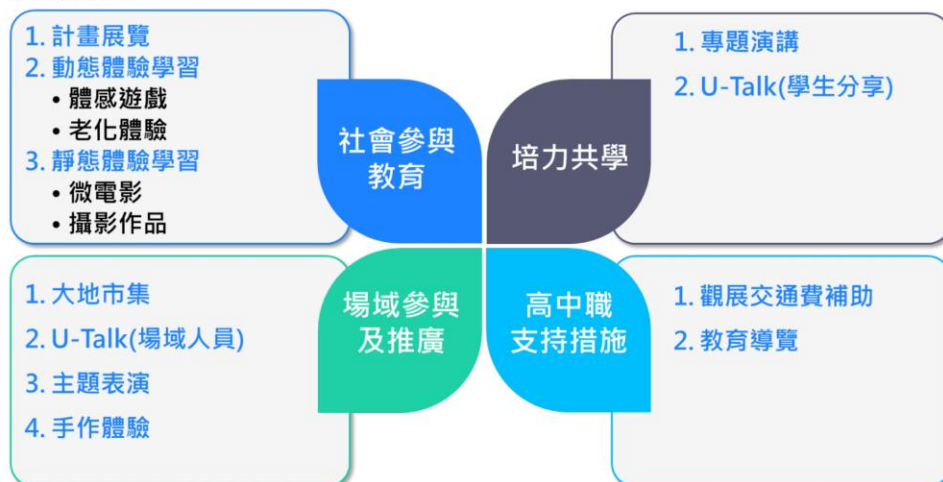 1. 計畫展覽
2. 動態體驗學習
• 體感遊戲
• 老化體驗
3. 靜態體驗學習
• 微電影
• 攝影作品
社會參與
教育
培力共學
1. 專題演講
2. U-Talk(學生分享)
1. 大地市集
2. U-Talk(場域人員)
3. 主題表演
4. 手作體驗
場域參與
及推廣
高中職
支持措施
1. 觀展交通費補助
2. 教育導覽